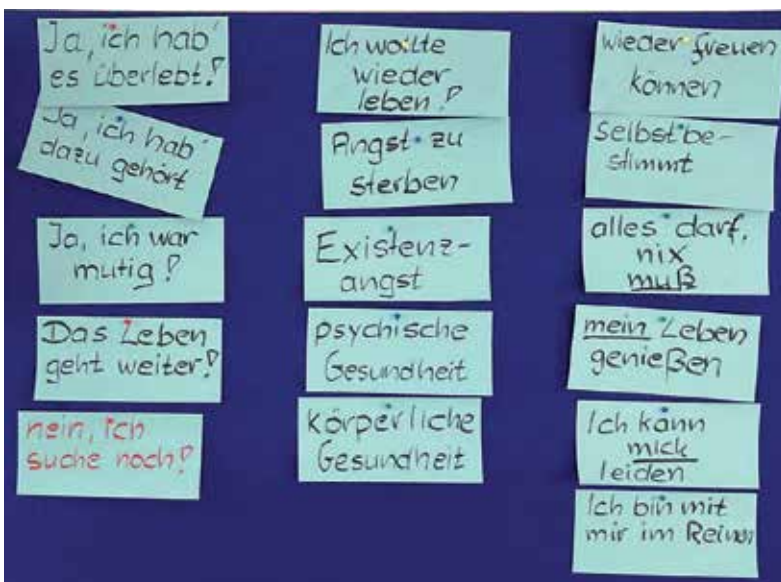 Ja, ich hab'
es überlebt!
Ja, ich hab'
dazu gehört
Ja, ich war
mutig!
Das Leben
geht weiter!
nein, ich
suche noch!
Ich wollte
wieder
leben!
Angst zu
sterben
Existenz-
angst
psychische
Gesundheit
körperliche
Gesundheit
wieder freuen
können
Selbstbe-
stimmt
alles darf,
nix
muß
mein Leben
genießen
Ich kann
mich
leiden
Ich bin mit
mir im Reinen